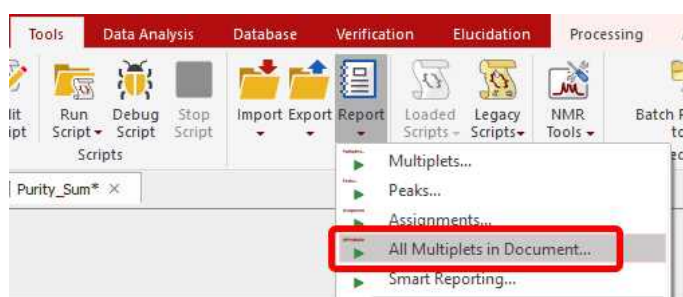 Tools Data Analysis Database Verification Elucidation Processing
Run Debug Stop Import Export Report Loaded Legacy NMR Batch
Script Script Script Scripts Scripts Tools
Scripts
Purity_Sum* ×
Multiplets...
Peaks...
Assignments...
All Multiplets in Document...
Smart Reporting...